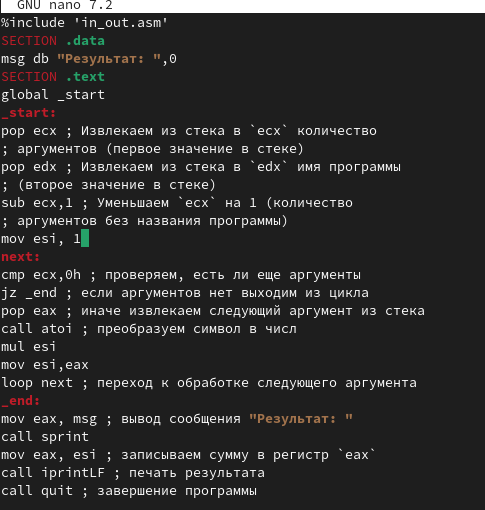 GNU nano 7.2
%include 'in_out.asm'
SECTION .data
msg db "Результат: ",0
SECTION .text
global _start
_start:
pop ecx ; Извлекаем из стека в `ecx` количество
; аргументов (первое значение в стеке)
pop edx ; Извлекаем из стека в `edx` имя программы
; (второе значение в стеке)
sub ecx,1 ; Уменьшаем `ecx` на 1 (количество
; аргументов без названия программы)
mov esi, 1
next:
cmp ecx,0h ; проверяем, есть ли еще аргументы
jz _end ; если аргументов нет выходим из цикла
pop eax ; иначе извлекаем следующий аргумент из стека
call atoi ; преобразуем символ в числ
mul esi
mov esi,eax
loop next ; переход к обработке следующего аргумента
_end:
mov eax, msg ; вывод сообщения "Результат: "
call sprint
mov eax, esi ; записываем сумму в регистр `eax`
call iprintLF ; печать результата
call quit ; завершение программы